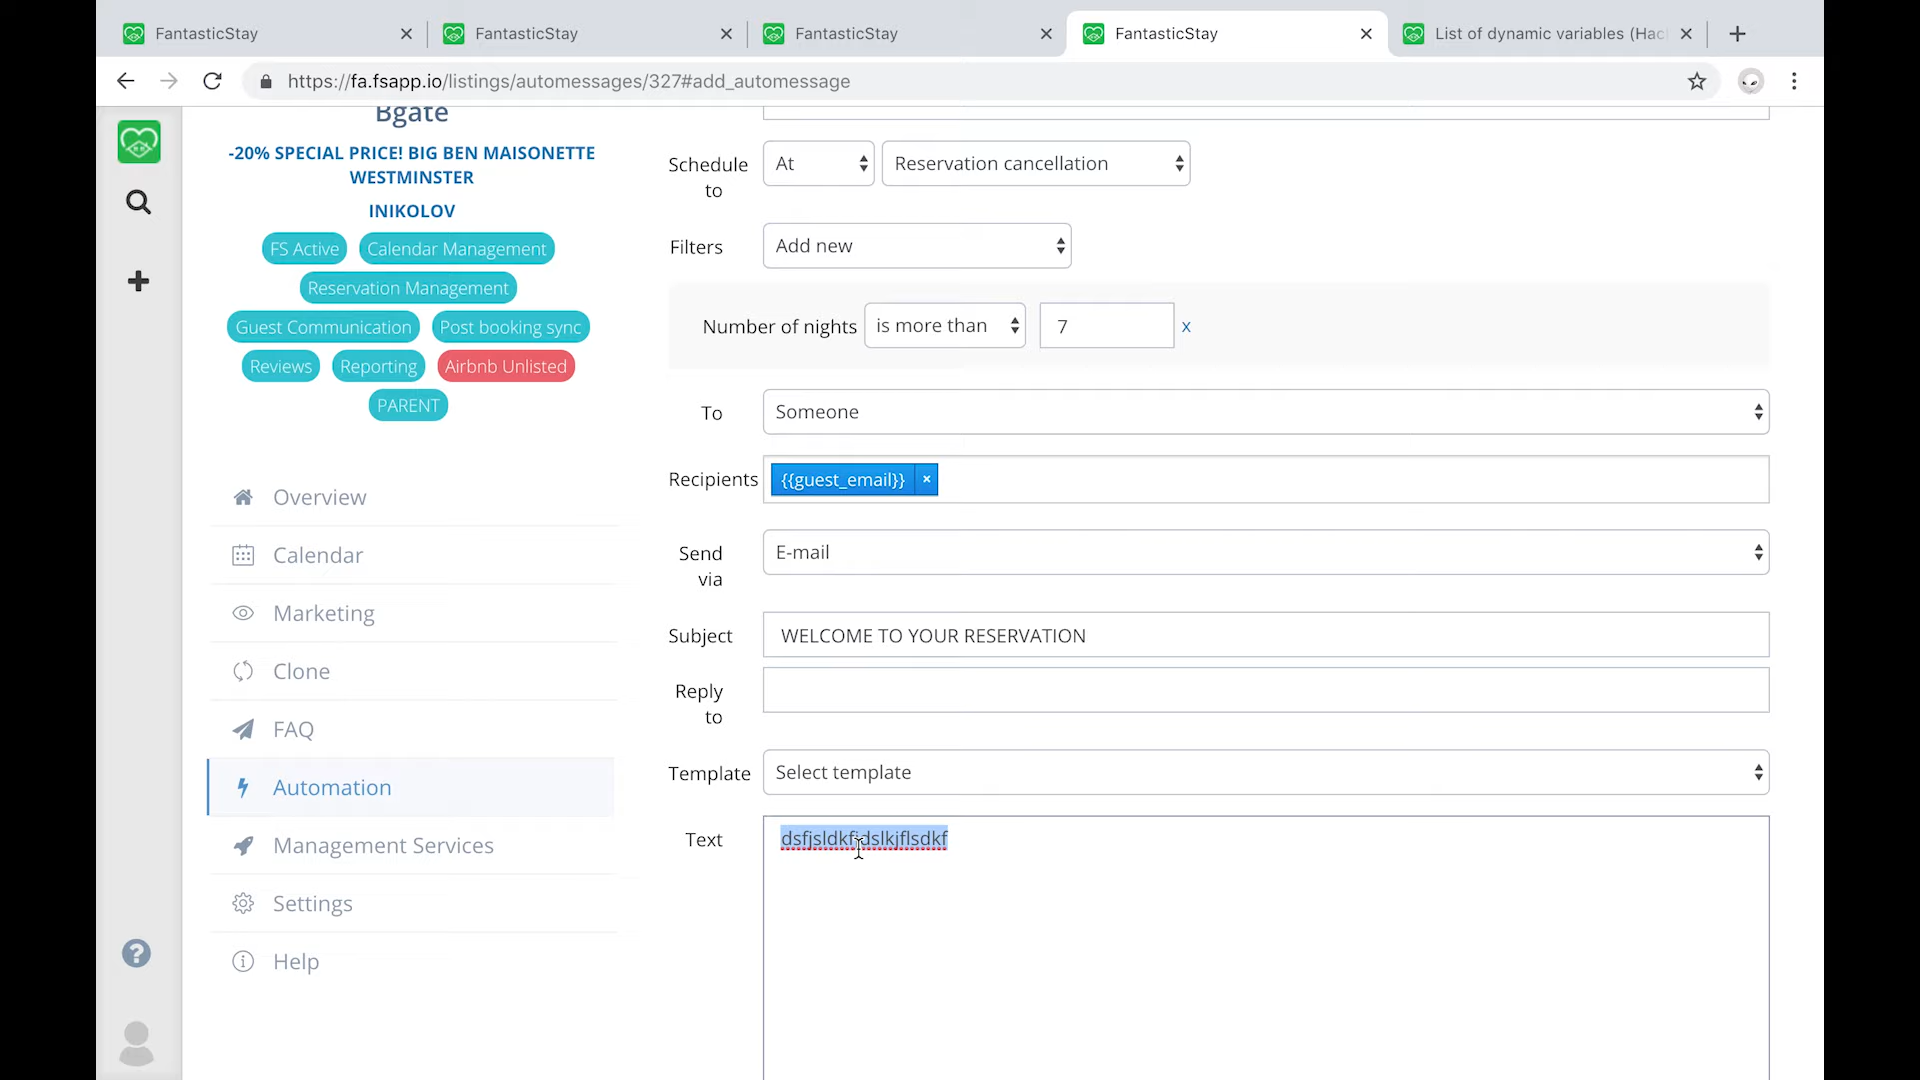 FantasticStay
FantasticStay
FantasticStay
FantasticStay
List of dynamic variables (Hac
https://fa.fsapp.io/listings/automessages/327#add_automessage
Bgate
-20% SPECIAL PRICE! BIG BEN MAISONETTE
WESTMINSTER
INIKOLOV
FS Active
Calendar Management
Reservation Management
Guest Communication
Post booking sync
Reviews
Reporting
Airbnb Unlisted
PARENT
Overview
Calendar
Marketing
Clone
FAQ
Automation
Management Services
Settings
Help
Schedule
to
At
Reservation cancellation
Filters
Add new
Number of nights
is more than
7
x
To
Someone
Recipients
{{guest_email}} ×
Send
via
E-mail
Subject
WELCOME TO YOUR RESERVATION
Reply
to
Template
Select template
Text
dsfjsldkfjdslkjflsdkf